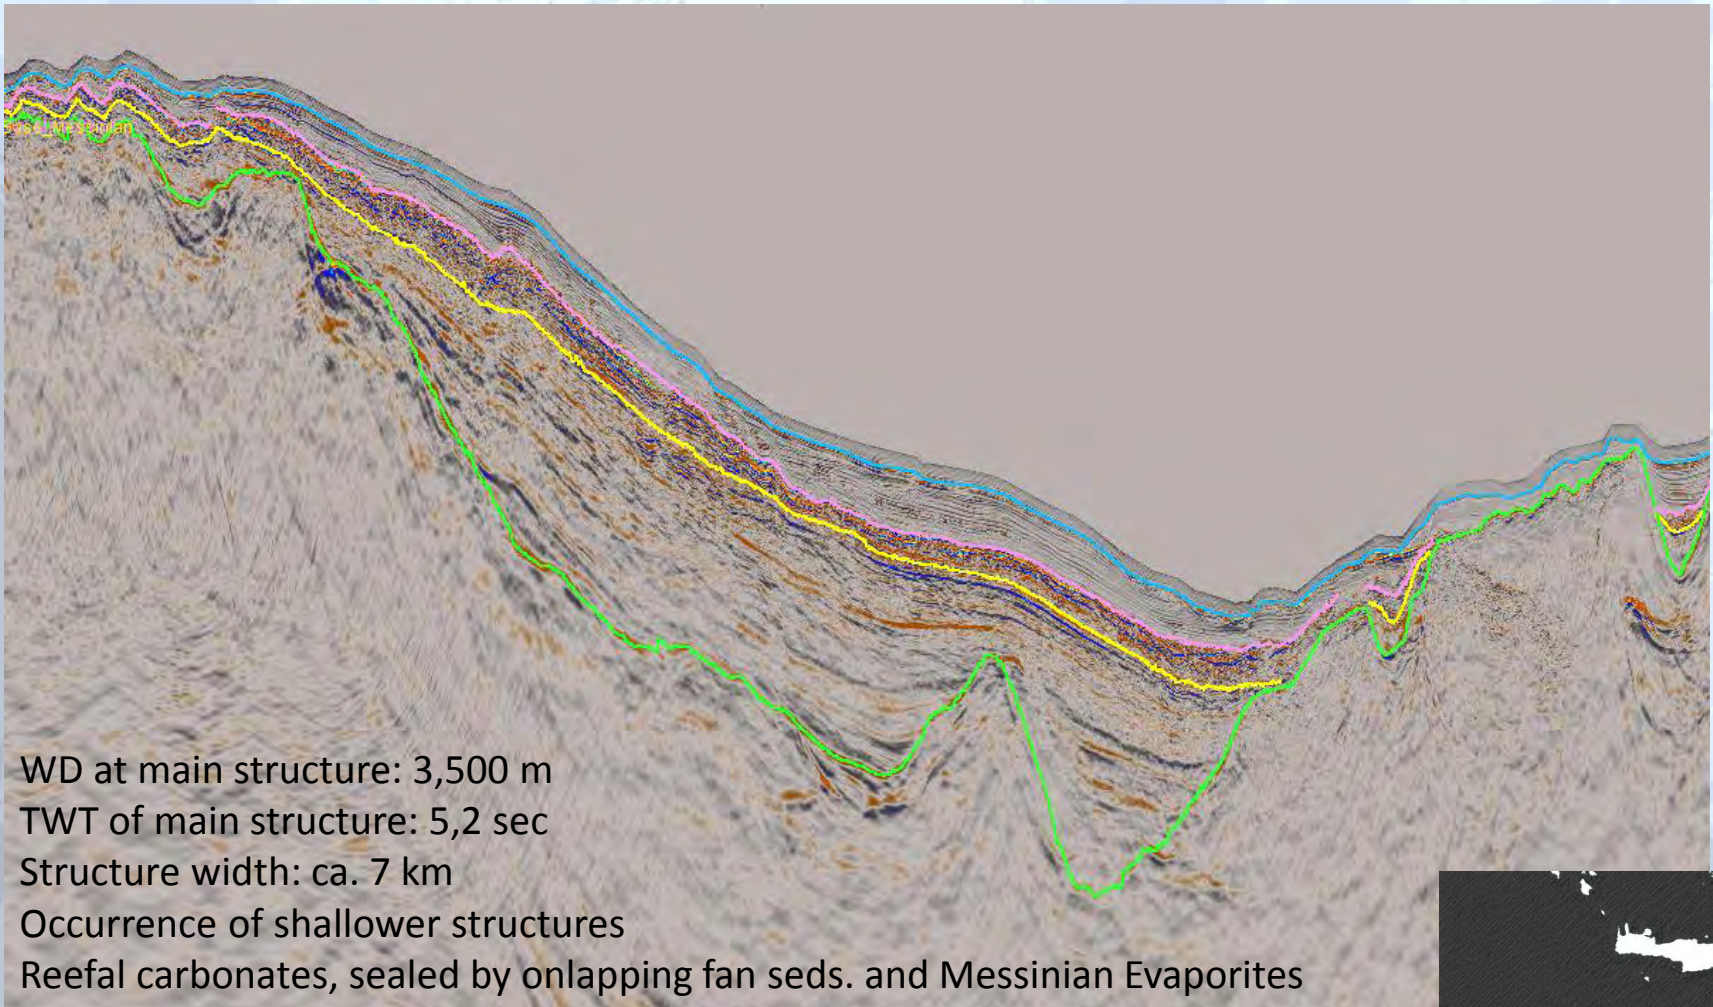 Base_Messinian
WD at main structure: 3,500 m
TWT of main structure: 5,2 sec
Structure width: ca. 7 km
Occurrence of shallower structures
Reefal carbonates, sealed by onlapping fan seds. and Messinian Evaporites